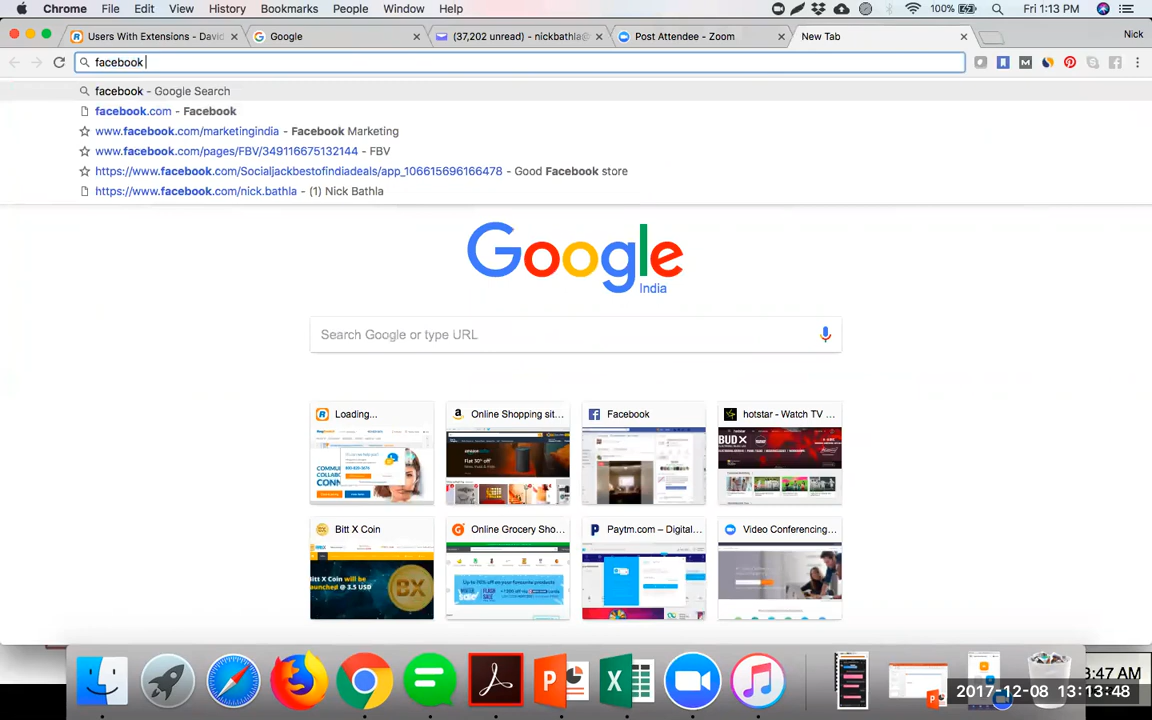 Chrome File Edit View History Bookmarks People Window Help 100% Fri 1:13 PM
Users With Extensions - David Google (37,202 unread) - nickbathla@ Post Attendee - Zoom New Tab Nick
facebook
facebook - Google Search
facebook.com - Facebook
www.facebook.com/marketingindia - Facebook Marketing
www.facebook.com/pages/FBV/349116675132144 - FBV
https://www.facebook.com/Socialjackbestofindiadeals/app_106615696166478 - Good Facebook store
https://www.facebook.com/nick.bathla - (1) Nick Bathla
Google
India
Search Google or type URL
Loading... Online Shopping sit... Facebook hotstar - Watch TV ...
Bitt X Coin Online Grocery Sho... Paytm.com – Digital... Video Conferencing...
3:47 AM
2017-12-08 13:13:48